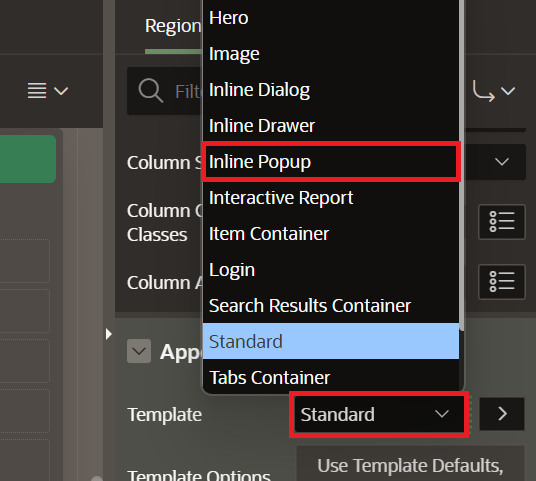 Hero
Region
Image
Filt
Inline Dialog
Inline Drawer
Column S
Inline Popup
Interactive Report
Column C
Classes
Item Container
Login
Column A
Search Results Container
Standard
Appe
Tabs Container
Template
Standard
Template Options
Use Template Defaults,